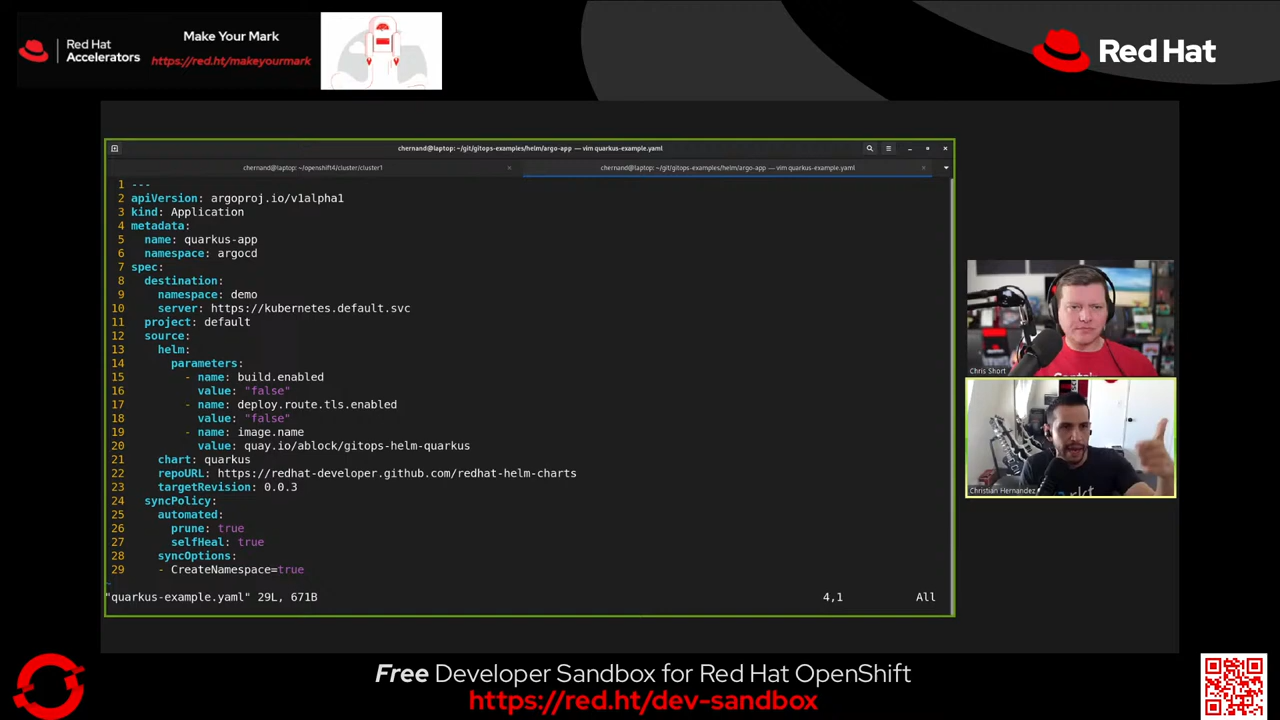 Red Hat
Accelerators
Make Your Mark
https://red.ht/makeyourmark
Red Hat
chernand@laptop: ~/git/gitops-examples/helm/argo-app — vim quarkus-example.yaml
chernand@laptop: ~/openshift4/cluster/cluster1
chernand@laptop: ~/git/gitops-examples/helm/argo-app — vim quarkus-example.yaml
1 ---
2 apiVersion: argoproj.io/v1alpha1
3 kind: Application
4 metadata:
5   name: quarkus-app
6   namespace: argocd
7 spec:
8   destination:
9     namespace: demo
10     server: https://kubernetes.default.svc
11   project: default
12   source:
13     helm:
14       parameters:
15         - name: build.enabled
16           value: "false"
17         - name: deploy.route.tls.enabled
18           value: "false"
19         - name: image.name
20           value: quay.io/ablock/gitops-helm-quarkus
21     chart: quarkus
22     repoURL: https://redhat-developer.github.com/redhat-helm-charts
23     targetRevision: 0.0.3
24   syncPolicy:
25     automated:
26       prune: true
27       selfHeal: true
28     syncOptions:
29     - CreateNamespace=true
~
"quarkus-example.yaml" 29L, 671B 4,1 All
Chris Short
Christian Hernandez
Free Developer Sandbox for Red Hat OpenShift
https://red.ht/dev-sandbox